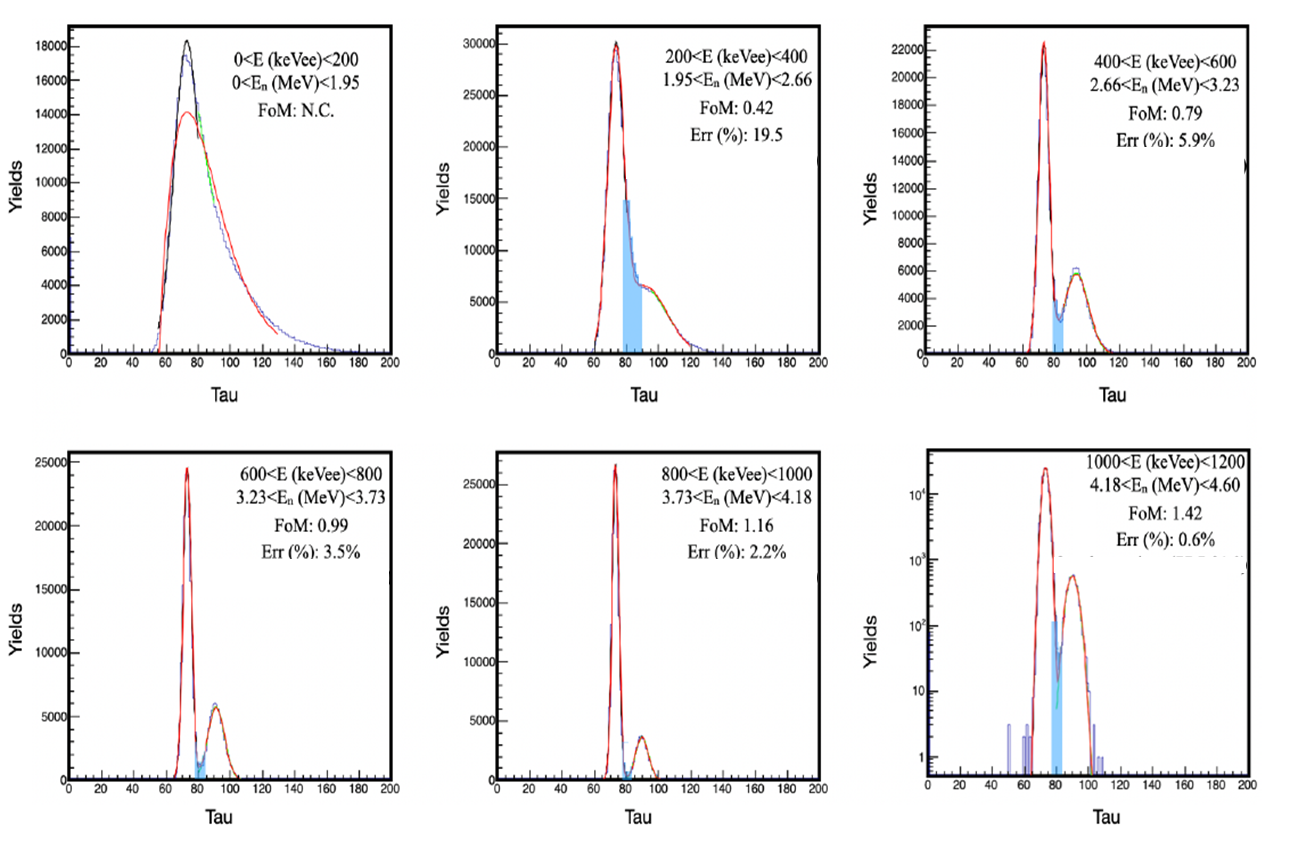 0<E (keVee)<200
0<En (MeV)<1.95
FoM: N.C.
18000
16000
14000
12000
10000
8000
6000
4000
2000
0
Yields
0 20 40 60 80 100 120 140 160 180 200
Tau
200<E (keVee)<400
1.95<En (MeV)<2.66
FoM: 0.42
Err (%): 19.5
30000
25000
20000
15000
10000
5000
0
Yields
0 20 40 60 80 100 120 140 160 180 200
Tau
400<E (keVee)<600
2.66<En (MeV)<3.23
FoM: 0.79
Err (%): 5.9%
22000
20000
18000
16000
14000
12000
10000
8000
6000
4000
2000
0
Yields
0 20 40 60 80 100 120 140 160 180 200
Tau
600<E (keVee)<800
3.23<En (MeV)<3.73
FoM: 0.99
Err (%): 3.5%
25000
20000
15000
10000
5000
0
Yields
0 20 40 60 80 100 120 140 160 180 200
Tau
800<E (keVee)<1000
3.73<En (MeV)<4.18
FoM: 1.16
Err (%): 2.2%
25000
20000
15000
10000
5000
0
Yields
0 20 40 60 80 100 120 140 160 180 200
Tau
1000<E (keVee)<1200
4.18<En (MeV)<4.60
FoM: 1.42
Err (%): 0.6%
10⁴
10³
10²
10
1
Yields
0 20 40 60 80 100 120 140 160 180 200
Tau